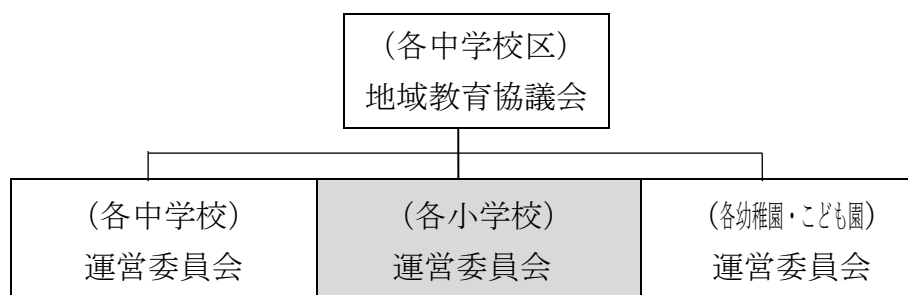 （各中学校区）
地域教育協議会
（各中学校）
運営委員会
（各小学校）
運営委員会
（各幼稚園・こども園）
運営委員会